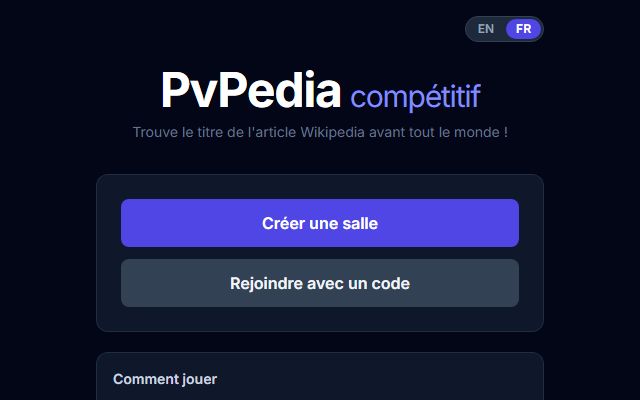 EN FR
PvPedia compétitif
Trouve le titre de l'article Wikipedia avant tout le monde !
Créer une salle
Rejoindre avec un code
Comment jouer